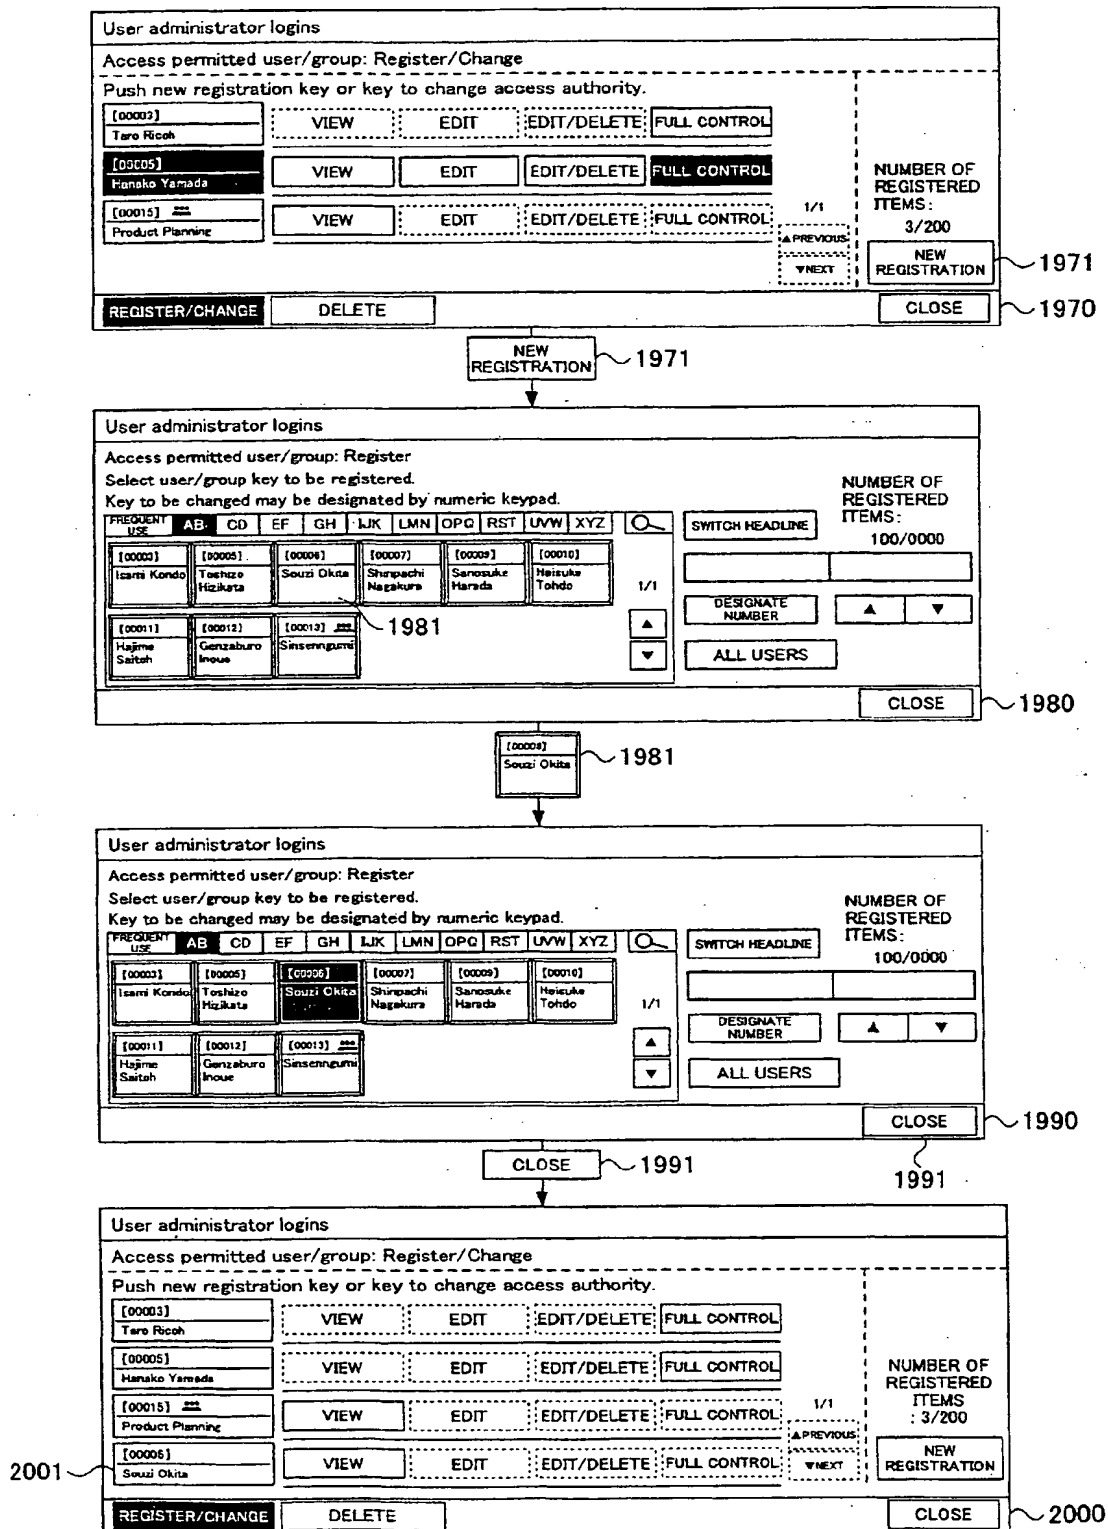 User administrator logins
Access permitted user/group: Register/Change
Push new registration key or key to change access authority.
[00003]
Taro Ricoh
VIEW EDIT EDIT/DELETE FULL CONTROL
[00005]
Hanako Yamada
VIEW EDIT EDIT/DELETE FULL CONTROL
[00015]
Product Planning
VIEW EDIT EDIT/DELETE FULL CONTROL
1/1
▲PREVIOUS
▼NEXT
NUMBER OF
REGISTERED
ITEMS:
3/200
NEW
REGISTRATION
1971
REGISTER/CHANGE DELETE CLOSE
1970
NEW
REGISTRATION
1971
User administrator logins
Access permitted user/group: Register
Select user/group key to be registered.
Key to be changed may be designated by numeric keypad.
FREQUENT
USE
AB CD EF GH IJK LMN OPQ RST UVW XYZ
[00003] [00005] [00006] [00007] [00009] [00010]
Isami Kondo
Toshizo
Hizikata
Souzi Okita
Shinpachi
Nagakura
Sanosuke
Harada
Heisuke
Tohdo
1981
[00011] [00012] [00013]
Hajime
Saitoh
Genzaburo
Inoue
Sinsenngumi
1/1
▲
▼
SWITCH HEADLINE
NUMBER OF
REGISTERED
ITEMS:
100/0000
DESIGNATE
NUMBER
▲ ▼
ALL USERS
CLOSE
1980
Souzi Okita
1981
User administrator logins
Access permitted user/group: Register
Select user/group key to be registered.
Key to be changed may be designated by numeric keypad.
FREQUENT
USE
AB CD EF GH IJK LMN OPQ RST UVW XYZ
[00003] [00005] [00006] [00007] [00009] [00010]
Isami Kondo
Toshizo
Hizikata
Souzi Okita
Shinpachi
Nagakura
Sanosuke
Harada
Heisuke
Tohdo
[00011] [00012] [00013]
Hajime
Saitoh
Genzaburo
Inoue
Sinsenngumi
1/1
▲
▼
SWITCH HEADLINE
NUMBER OF
REGISTERED
ITEMS:
100/0000
DESIGNATE
NUMBER
▲ ▼
ALL USERS
CLOSE
1990
1991
CLOSE
1991
User administrator logins
Access permitted user/group: Register/Change
Push new registration key or key to change access authority.
[00003]
Taro Ricoh
VIEW EDIT EDIT/DELETE FULL CONTROL
[00005]
Hanako Yamada
VIEW EDIT EDIT/DELETE FULL CONTROL
[00015]
Product Planning
VIEW EDIT EDIT/DELETE FULL CONTROL
[00006]
Souzi Okita
VIEW EDIT EDIT/DELETE FULL CONTROL
2001
1/1
▲PREVIOUS
▼NEXT
NUMBER OF
REGISTERED
ITEMS
: 3/200
NEW
REGISTRATION
REGISTER/CHANGE DELETE CLOSE
2000